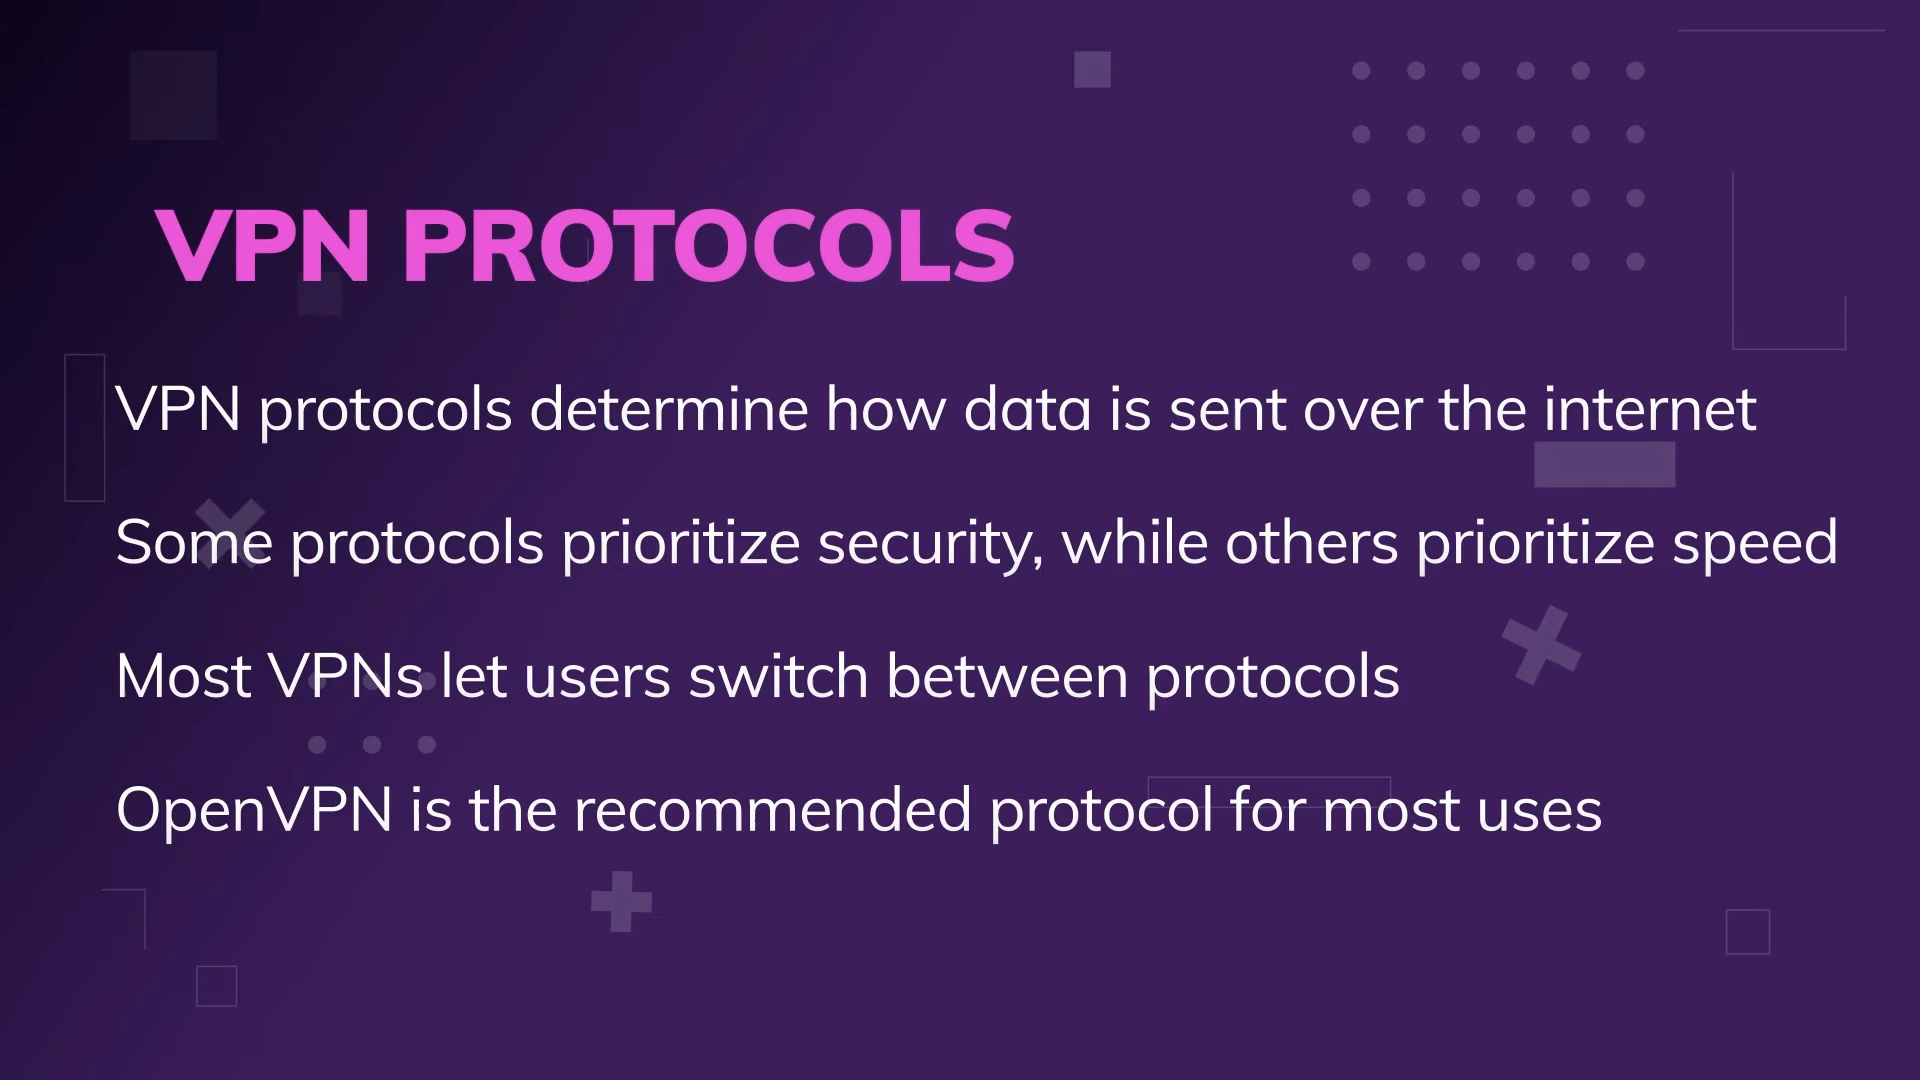 VPN PROTOCOLS
VPN protocols determine how data is sent over the internet
Some protocols prioritize security, while others prioritize speed
Most VPNs let users switch between protocols
OpenVPN is the recommended protocol for most uses